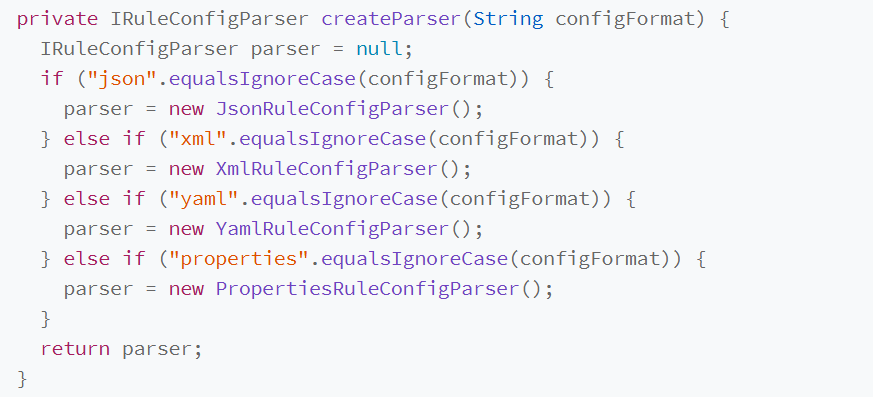 private IRuleConfigParser createParser(String configFormat) {
  IRuleConfigParser parser = null;
  if ("json".equalsIgnoreCase(configFormat)) {
    parser = new JsonRuleConfigParser();
  } else if ("xml".equalsIgnoreCase(configFormat)) {
    parser = new XmlRuleConfigParser();
  } else if ("yaml".equalsIgnoreCase(configFormat)) {
    parser = new YamlRuleConfigParser();
  } else if ("properties".equalsIgnoreCase(configFormat)) {
    parser = new PropertiesRuleConfigParser();
  }
  return parser;
}